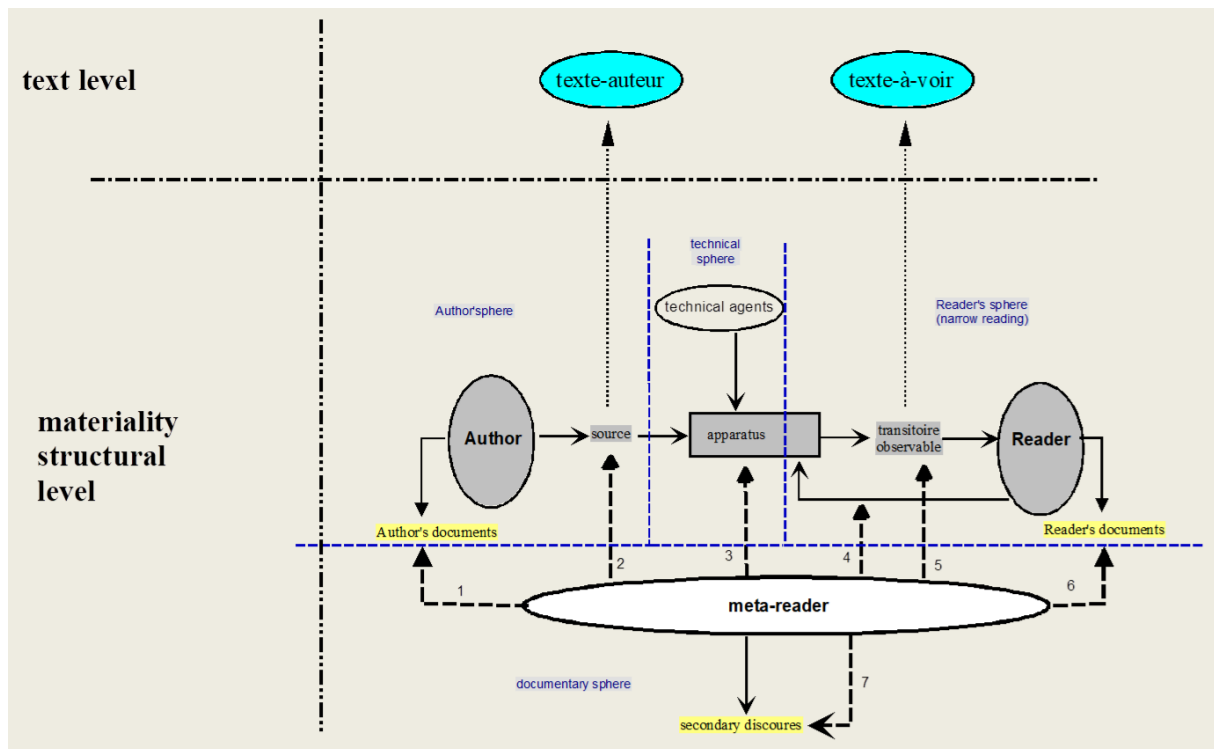 texte-auteur
texte-à-voir
text level
technical
sphere
Author'sphere
technical agents
Reader's sphere
(narrow reading)
materiality
structural
level
Author
source
apparatus
transitoire
observable
Reader
Author's documents
Reader's documents
1
2
3
4
5
6
meta-reader
7
documentary sphere
secondary discoures